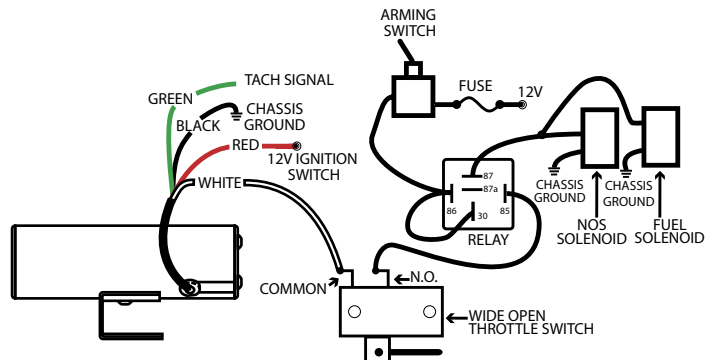 ARMING
SWITCH
FUSE
12V
TACH SIGNAL
GREEN
CHASSIS
GROUND
BLACK
RED
12V IGNITION
SWITCH
WHITE
87
87a
86
30
85
RELAY
CHASSIS
GROUND
CHASSIS
GROUND
NOS
SOLENOID
FUEL
SOLENOID
COMMON
N.O.
WIDE OPEN
THROTTLE SWITCH